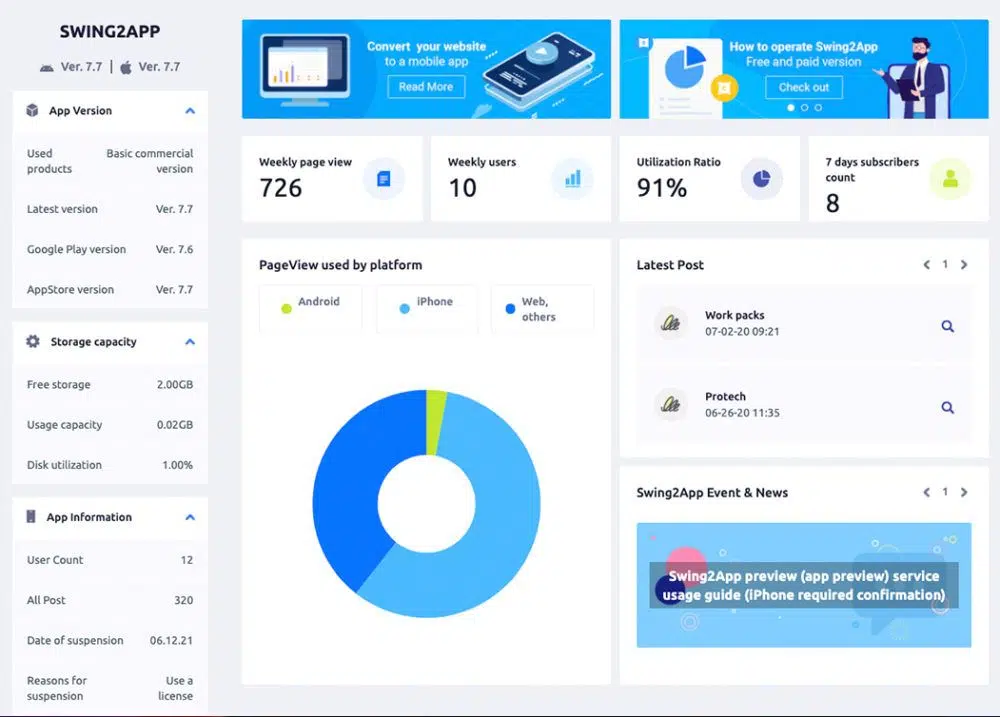 SWING2APP
Ver. 7.7 | Ver. 7.7
App Version
Used products
Basic commercial version
Latest version Ver. 7.7
Google Play version Ver. 7.6
AppStore version Ver. 7.7
Storage capacity
Free storage 2.00GB
Usage capacity 0.02GB
Disk utilization 1.00%
App Information
User Count 12
All Post 320
Date of suspension 06.12.21
Reasons for suspension
Use a license
Convert your website
to a mobile app
Read More
How to operate Swing2App
Free and paid version
Check out
Weekly page view
726
Weekly users
10
Utilization Ratio
91%
7 days subscribers
count
8
PageView used by platform
Android
iPhone
Web,
others
Latest Post
1
Work packs
07-02-20 09:21
Protech
06-26-20 11:35
Swing2App Event & News
1
Swing2App preview (app preview) service
usage guide (iPhone required confirmation)